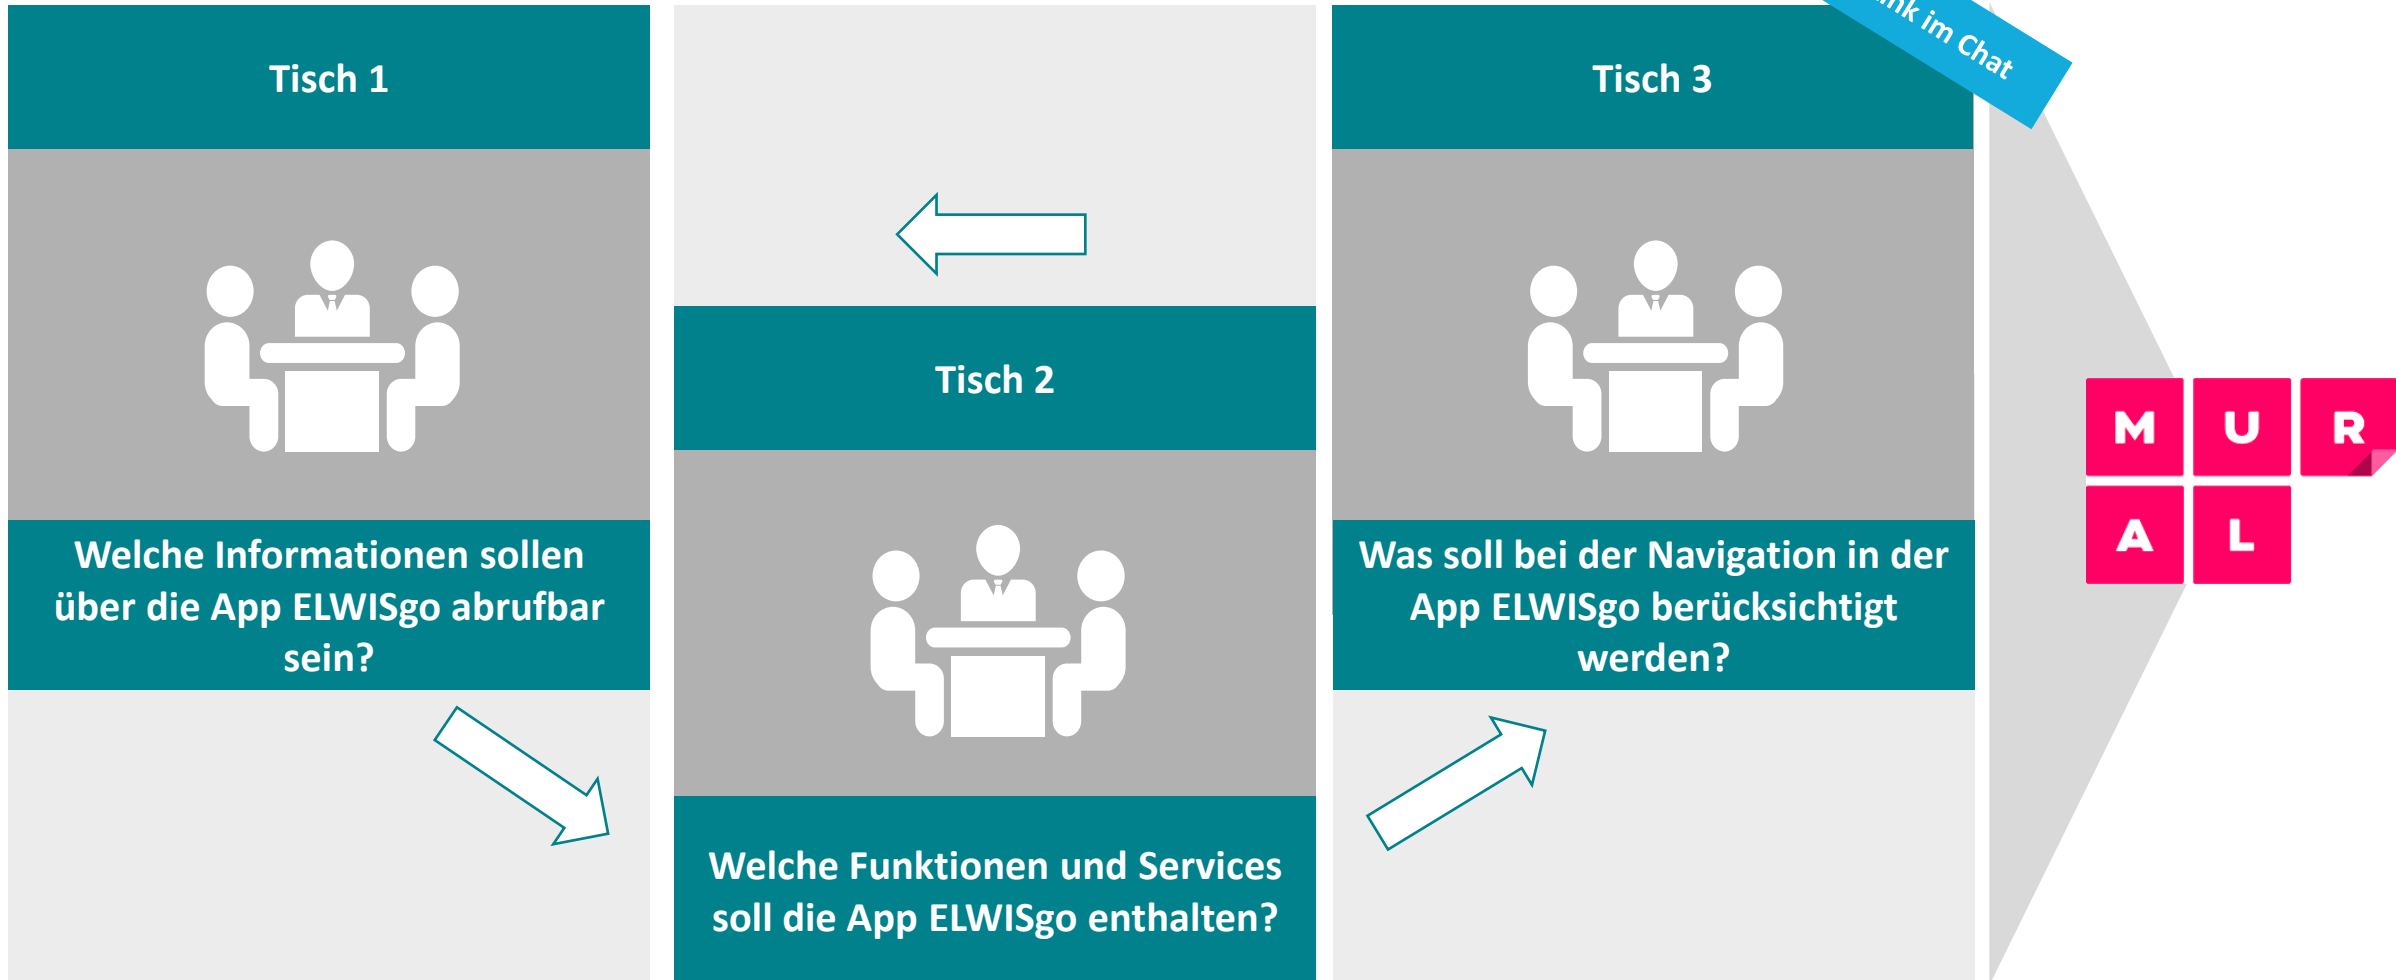 Tisch 1
Welche Informationen sollen
über die App ELWISgo abrufbar
sein?
Tisch 2
Welche Funktionen und Services
soll die App ELWISgo enthalten?
Tisch 3
Was soll bei der Navigation in der
App ELWISgo berücksichtigt
werden?
im Chat
M U R
A L